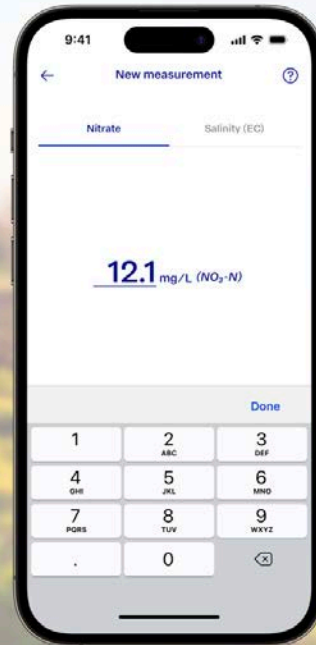 9:41
New measurement
Nitrate
Salinity (EC)
12.1 mg/L (NO₃-N)
Done
1
2
ABC
3
DEF
4
GHI
5
JKL
6
MNO
7
PQRS
8
TUV
9
WXYZ
.
0